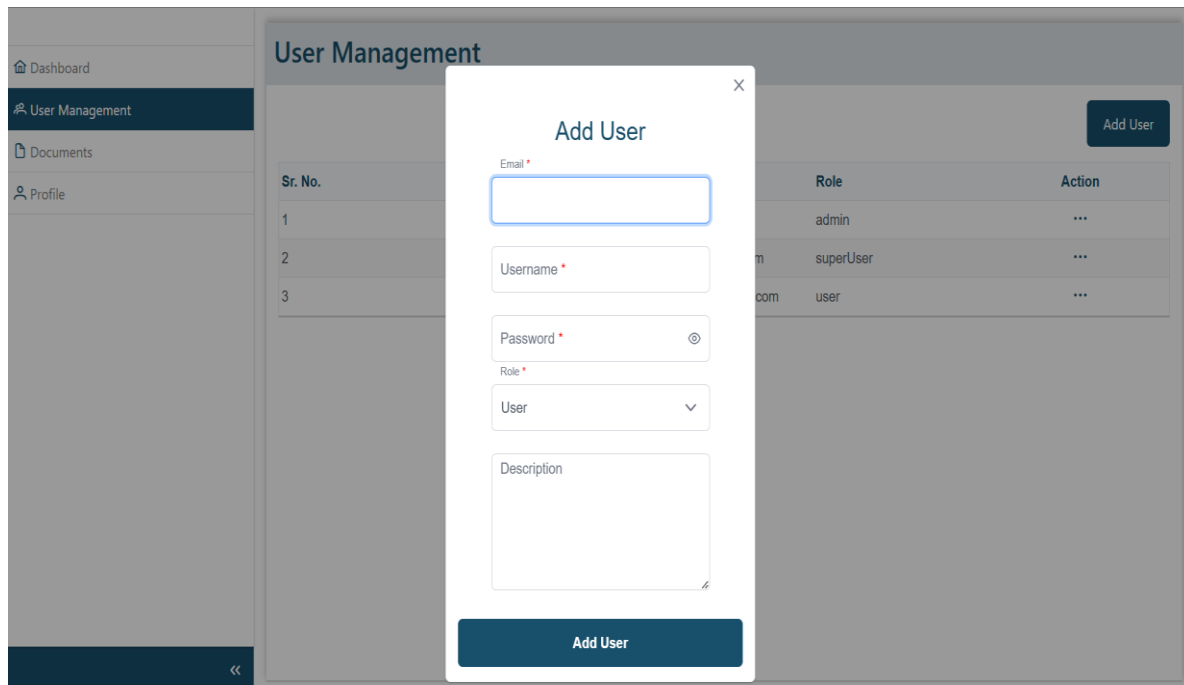 Dashboard
User Management
Documents
Profile
«
User Management
Add User
Sr. No. Role Action
1 admin ...
2 m superUser ...
3 com user ...
X
Add User
Email *
Username *
Password *
Role *
User
Description
Add User